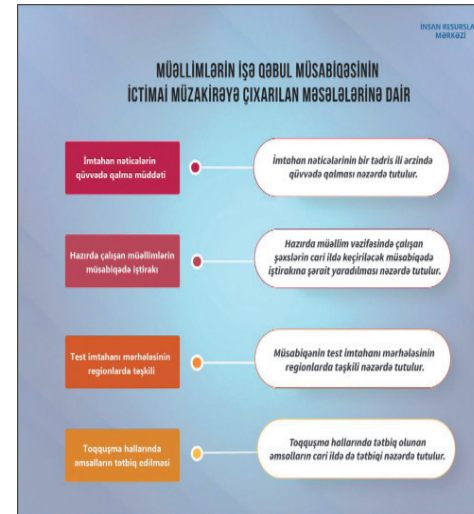 İNSAN RESURSLA
MƏRKƏZİ
MÜƏLLİMLƏRİN İŞƏ QƏBUL MÜSABİQƏSİNİN
İCTİMAİ MÜZAKİRƏYƏ ÇIXARILAN MƏSƏLƏLƏRİNƏ DAİR
İmtahan nəticələrin
qüvvədə qalma müddəti
İmtahan nəticələrinin bir tədris ili ərzində
qüvvədə qalması nəzərdə tutulur.
Hazırda çalışan müəllimlərin
müsabiqədə iştirakı
Hazırda müəllim vəzifəsində çalışan
şəxslərin cari ildə keçiriləcək müsabiqədə
iştirakına şərait yaradılması nəzərdə tutulur.
Test imtahanı mərhələsinin
regionlarda təşkili
Müsabiqənin test imtahanı mərhələsinin
regionlarda təşkili nəzərdə tutulur.
Toqquşma hallarında
əmsalların tətbiq edilməsi
Toqquşma hallarında tətbiq olunan
əmsalların cari ildə də tətbiqi nəzərdə tutulur.